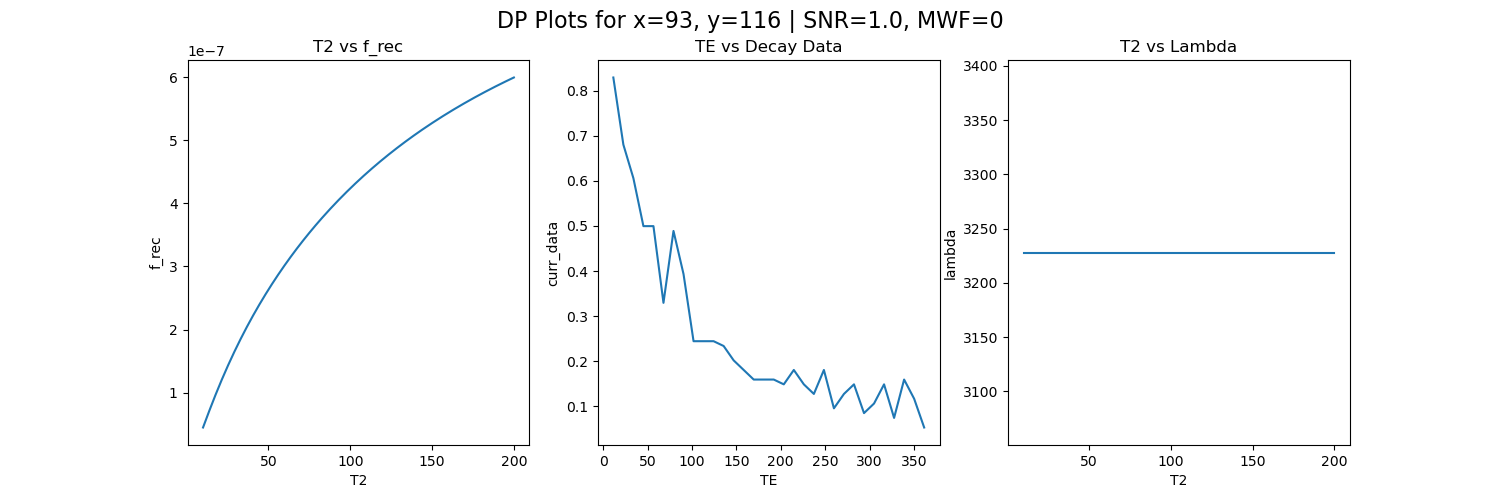 DP Plots for x=93, y=116 | SNR=1.0, MWF=0
T2 vs f_rec
1e−7
6
5
4
3
2
1
f_rec
50 100 150 200
T2
TE vs Decay Data
0.8
0.7
0.6
0.5
0.4
0.3
0.2
0.1
curr_data
0 50 100 150 200 250 300 350
TE
T2 vs Lambda
3400
3350
3300
3250
3200
3150
3100
lambda
50 100 150 200
T2